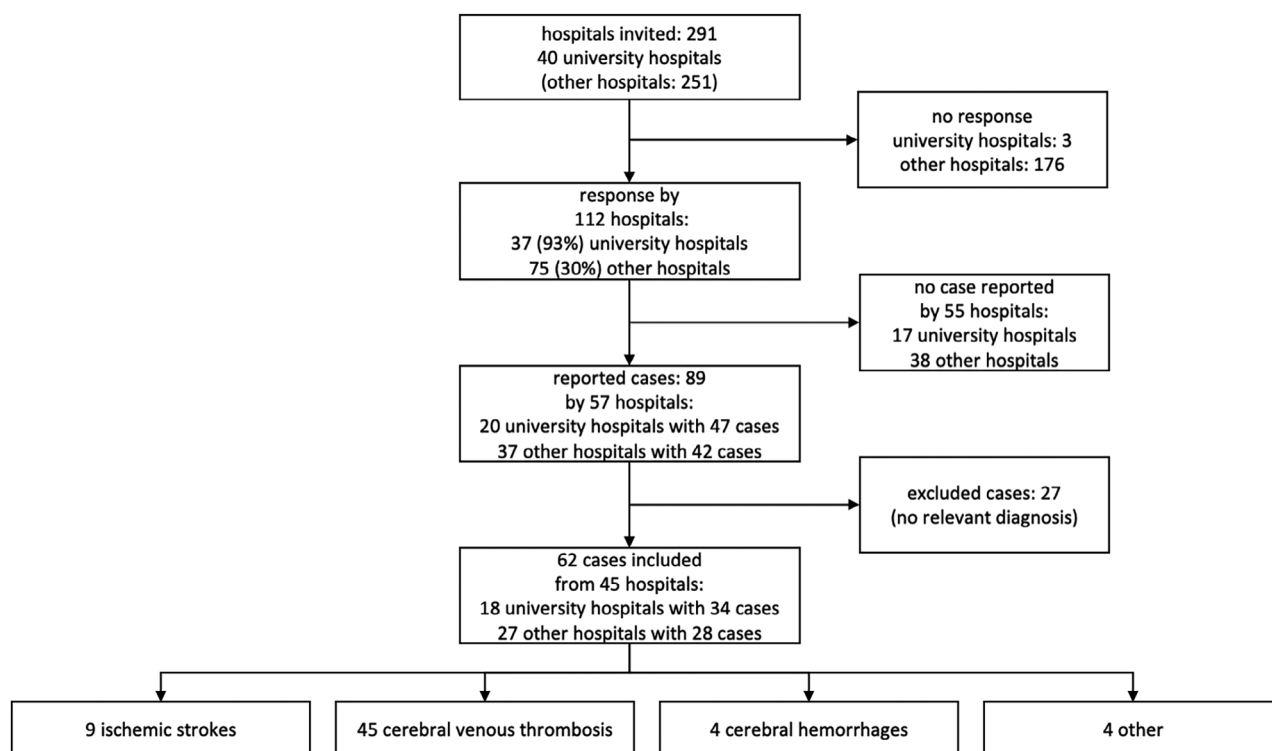 hospitals invited: 291
40 university hospitals
(other hospitals: 251)
no response
university hospitals: 3
other hospitals: 176
response by
112 hospitals:
37 (93%) university hospitals
75 (30%) other hospitals
no case reported
by 55 hospitals:
17 university hospitals
38 other hospitals
reported cases: 89
by 57 hospitals:
20 university hospitals with 47 cases
37 other hospitals with 42 cases
excluded cases: 27
(no relevant diagnosis)
62 cases included
from 45 hospitals:
18 university hospitals with 34 cases
27 other hospitals with 28 cases
9 ischemic strokes
45 cerebral venous thrombosis
4 cerebral hemorrhages
4 other